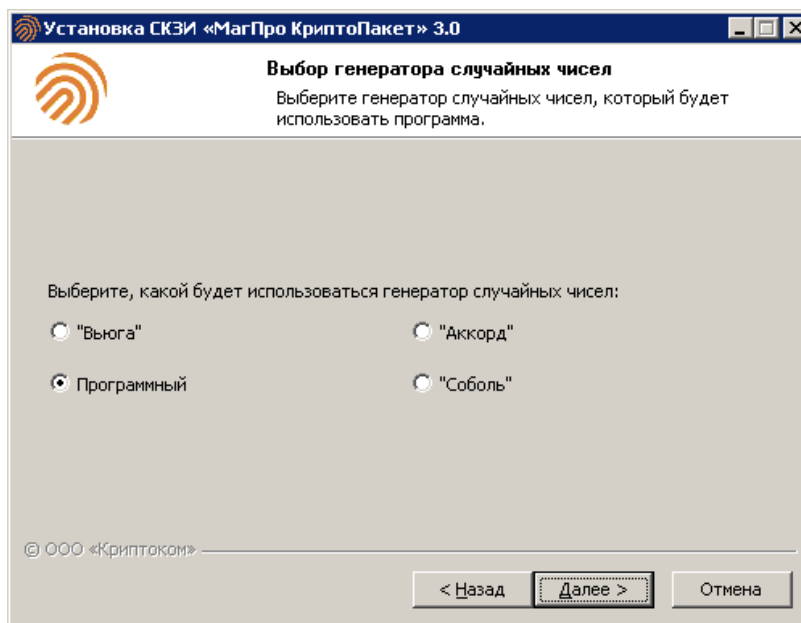 Установка СКЗИ «МагПро КриптоПакет» 3.0
Выбор генератора случайных чисел
Выберите генератор случайных чисел, который будет
использовать программа.
Выберите, какой будет использоваться генератор случайных чисел:
"Вьюга"
"Аккорд"
Программный
"Соболь"
© ООО «Криптоком»
< Назад
Далее >
Отмена